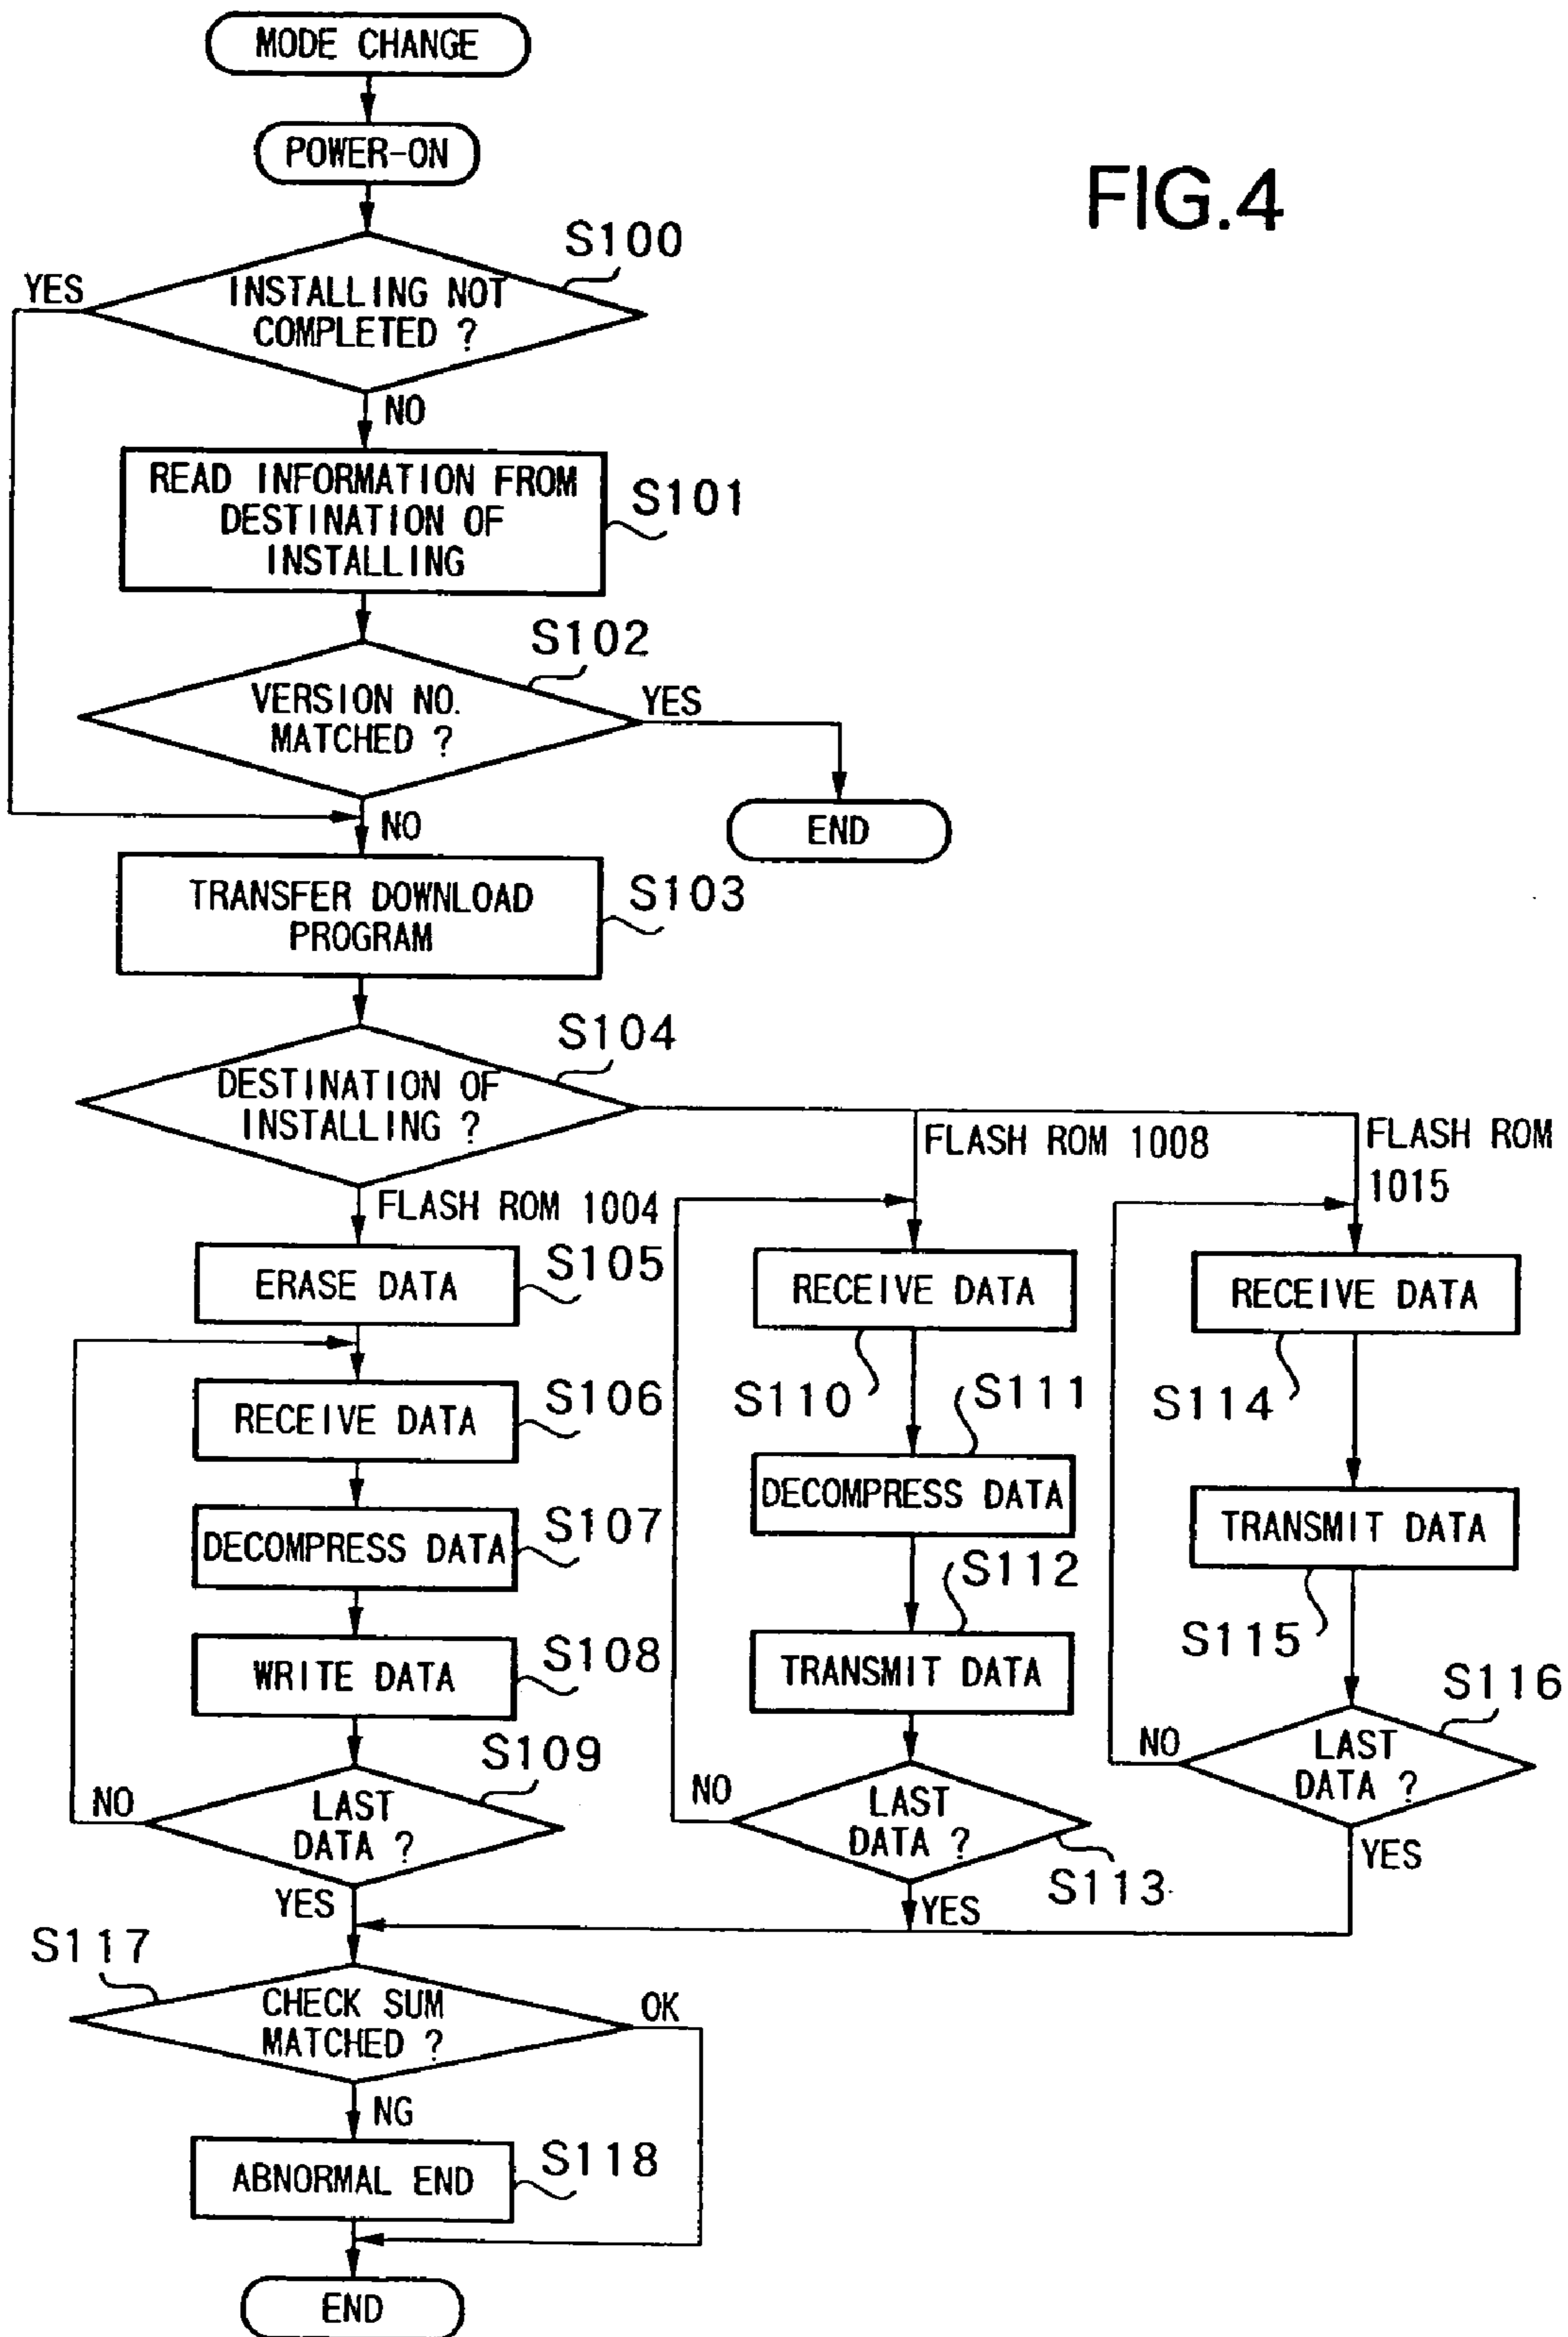 MODE CHANGE
POWER-ON
FIG.4
S100
YES
INSTALLING NOT
COMPLETED ?
NO
READ INFORMATION FROM
DESTINATION OF
INSTALLING
S101
S102
VERSION NO.
MATCHED ?
YES
NO
END
TRANSFER DOWNLOAD
PROGRAM
S103
S104
DESTINATION OF
INSTALLING ?
FLASH ROM 1004
FLASH ROM 1008
FLASH ROM
1015
ERASE DATA
S105
RECEIVE DATA
S106
DECOMPRESS DATA
S107
WRITE DATA
S108
S109
LAST
DATA ?
NO
YES
RECEIVE DATA
S110
S111
DECOMPRESS DATA
S112
TRANSMIT DATA
NO
LAST
DATA ?
S113
YES
RECEIVE DATA
S114
TRANSMIT DATA
S115
S116
NO
LAST
DATA ?
YES
S117
CHECK SUM
MATCHED ?
OK
NG
ABNORMAL END
S118
END